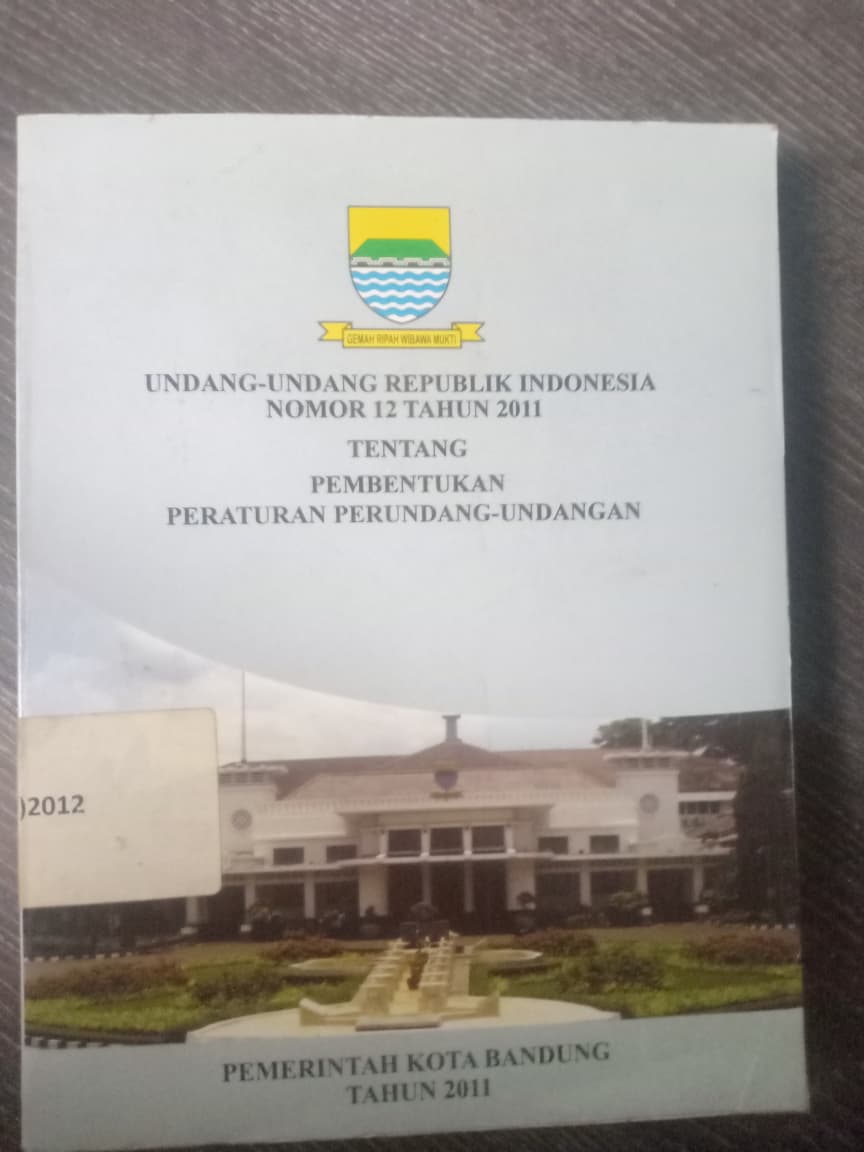 GEMAH RIPAH WIBAWA MUKTI
UNDANG-UNDANG REPUBLIK INDONESIA
NOMOR 12 TAHUN 2011
TENTANG
PEMBENTUKAN
PERATURAN PERUNDANG-UNDANGAN
)2012
PEMERINTAH KOTA BANDUNG
TAHUN 2011